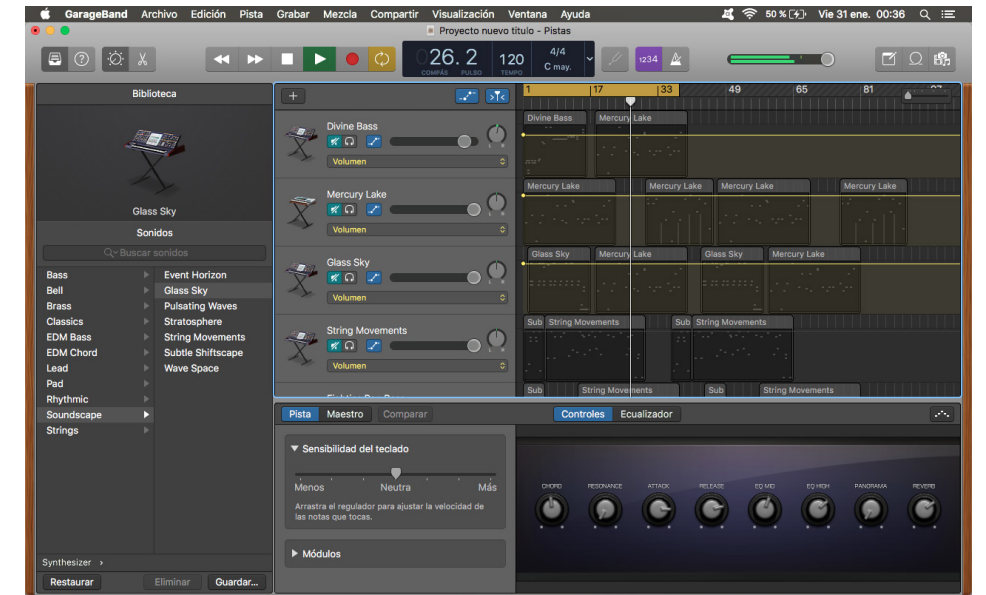 GarageBand Archivo Edición Pista Grabar Mezcla Compartir Visualización Ventana Ayuda 50 % Vie 31 ene. 00:36
Proyecto nuevo título - Pistas
26. 2 120 4/4
C may.
COMPÁS PULSO TEMPO
1234
Biblioteca
Glass Sky
Sonidos
Buscar sonidos
Bass
Bell
Brass
Classics
EDM Bass
EDM Chord
Lead
Pad
Rhythmic
Soundscape
Strings
Event Horizon
Glass Sky
Pulsating Waves
Stratosphere
String Movements
Subtle Shiftscape
Wave Space
Synthesizer
Restaurar Eliminar Guardar...
1 17 33 49 65 81
Divine Bass
Volumen
Divine Bass Mercury Lake
Mercury Lake
Volumen
Mercury Lake Mercury Lake Mercury Lake Mercury Lake
Glass Sky
Volumen
Glass Sky Mercury Lake Glass Sky Mercury Lake
String Movements
Volumen
Sub String Movements Sub String Movements
Sub String Movements Sub String Movements
Pista Maestro Comparar Controles Ecualizador
Sensibilidad del teclado
Menos Neutra Más
Arrastra el regulador para ajustar la velocidad de
las notas que tocas.
Módulos
CHORD RESONANCE ATTACK RELEASE EQ MID EQ HIGH PANORAMA REVERB